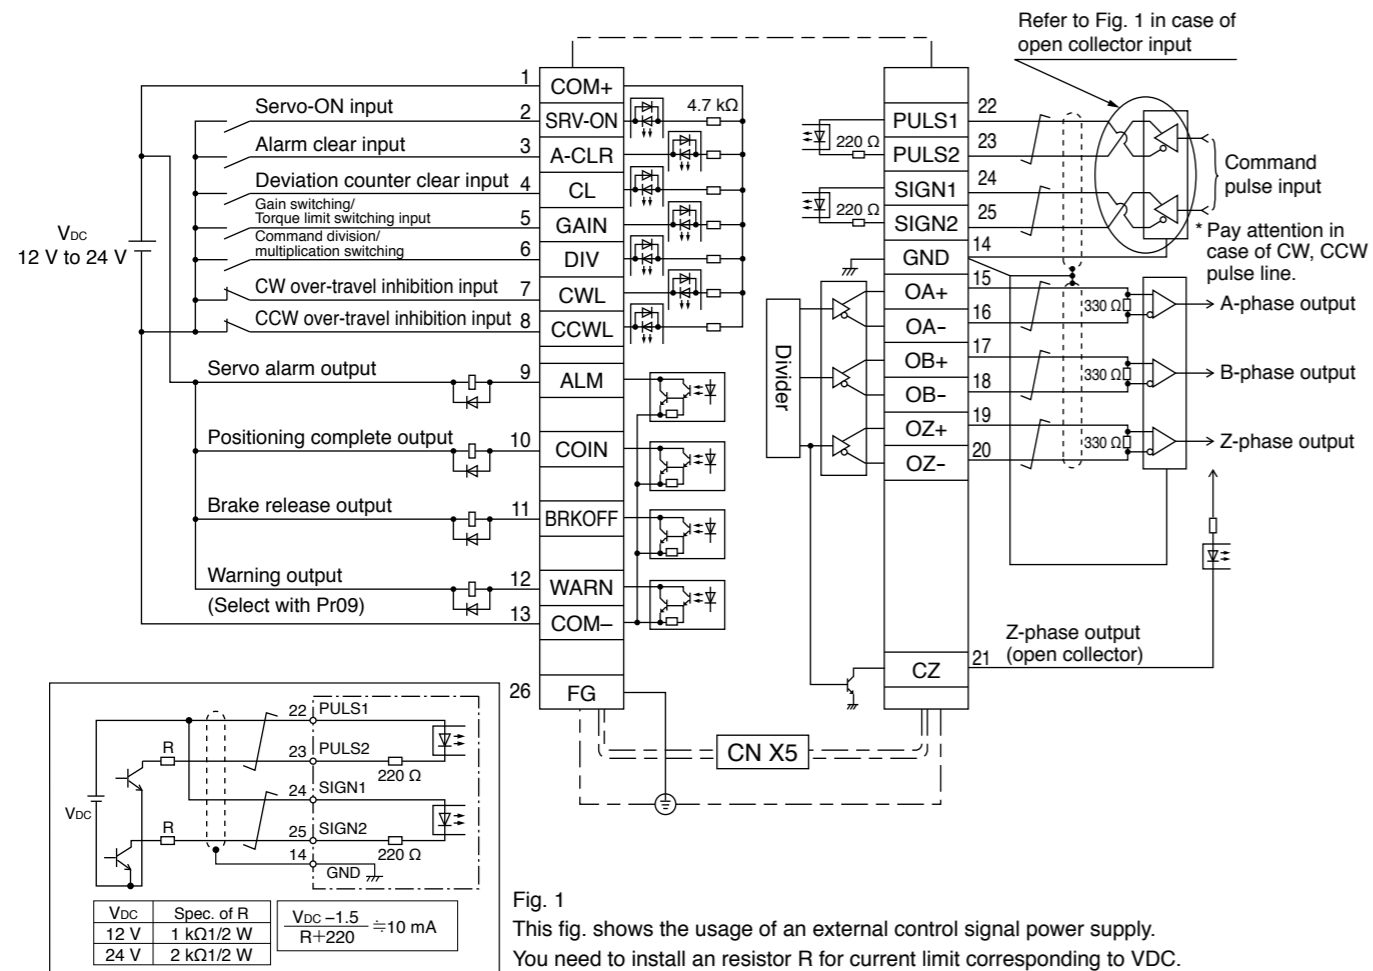 Refer to Fig. 1 in case of
open collector input
VDC
12 V to 24 V
Servo-ON input
Alarm clear input
Deviation counter clear input
Gain switching/
Torque limit switching input
Command division/
multiplication switching
CW over-travel inhibition input
CCW over-travel inhibition input
Servo alarm output
Positioning complete output
Brake release output
Warning output
(Select with Pr09)
1 COM+
2 SRV-ON
4.7 kΩ
3 A-CLR
4 CL
5 GAIN
6 DIV
7 CWL
8 CCWL
9 ALM
10 COIN
11 BRKOFF
12 WARN
13 COM–
26 FG
Divider
220 Ω
220 Ω
PULS1 22
PULS2 23
SIGN1 24
SIGN2 25
GND 14
OA+ 15
OA– 16
OB+ 17
OB– 18
OZ+ 19
OZ– 20
CZ 21
Command
pulse input
* Pay attention in
case of CW, CCW
pulse line.
330 Ω
A-phase output
330 Ω
B-phase output
330 Ω
Z-phase output
Z-phase output
(open collector)
CN X5
VDC
R
R
22 PULS1
23 PULS2
220 Ω
24 SIGN1
25 SIGN2
220 Ω
14
GND
VDC Spec. of R
12 V 1 kΩ1/2 W
24 V 2 kΩ1/2 W
VDC –1.5
R+220
≒10 mA
Fig. 1
This fig. shows the usage of an external control signal power supply.
You need to install an resistor R for current limit corresponding to VDC.